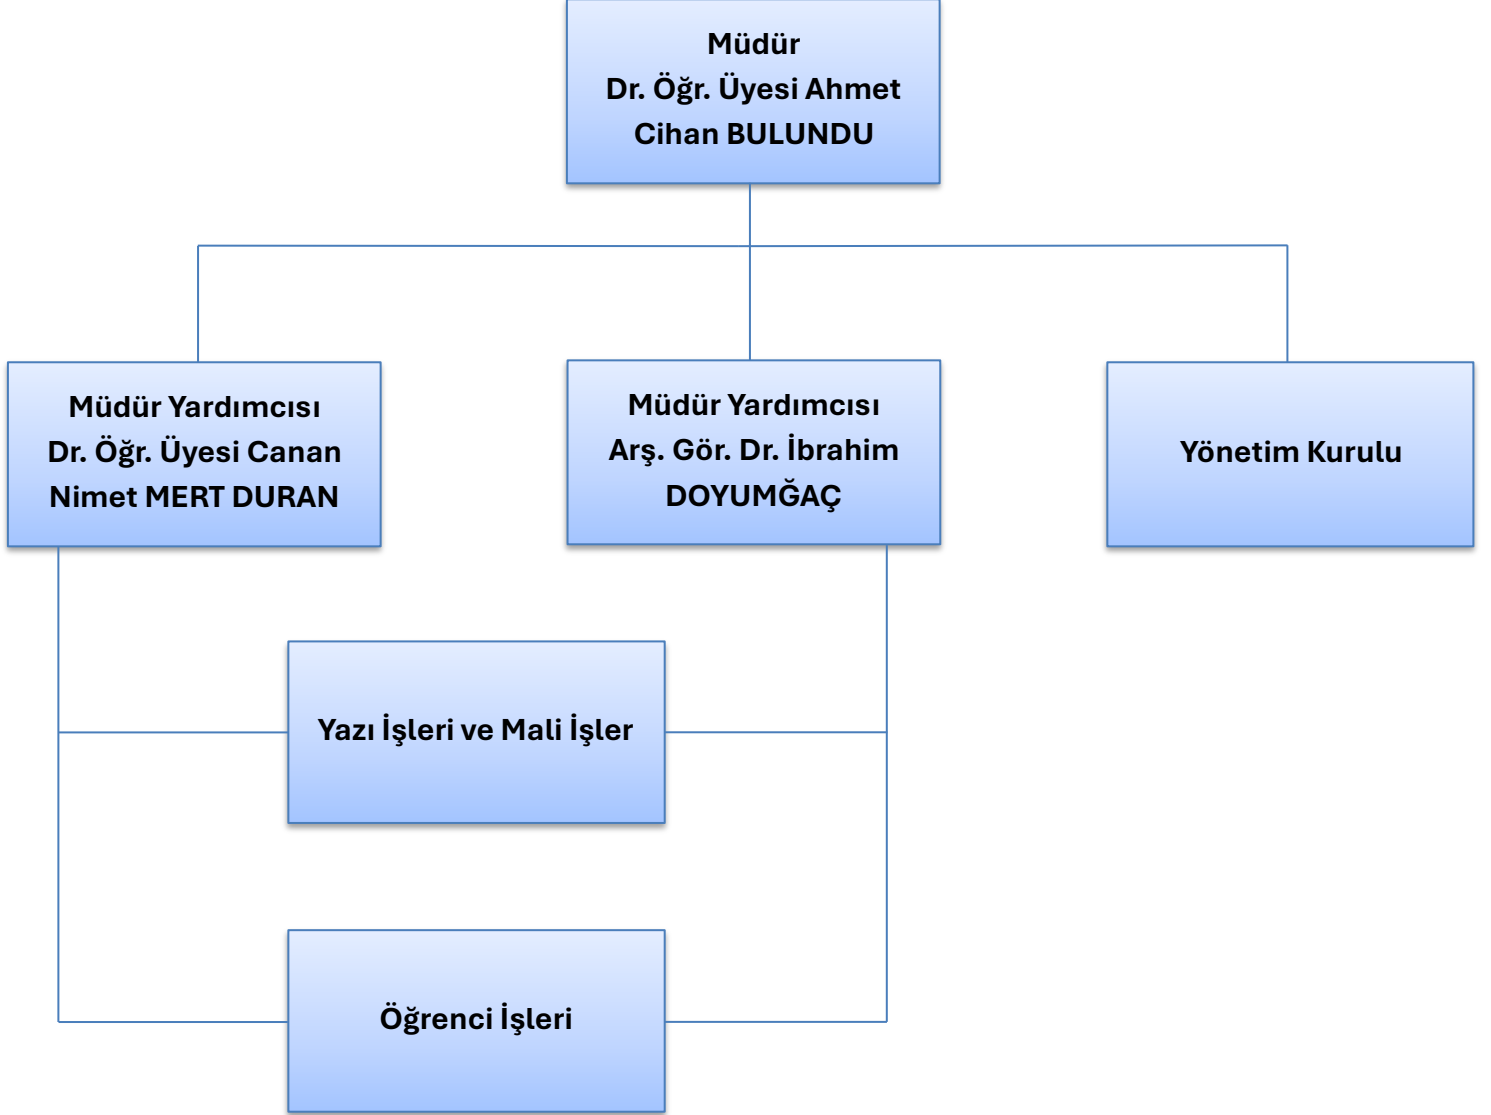 Müdür
Dr. Öğr. Üyesi Ahmet
Cihan BULUNDU
Müdür Yardımcısı
Dr. Öğr. Üyesi Canan
Nimet MERT DURAN
Müdür Yardımcısı
Arş. Gör. Dr. İbrahim
DOYUMĞAÇ
Yönetim Kurulu
Yazı İşleri ve Mali İşler
Öğrenci İşleri